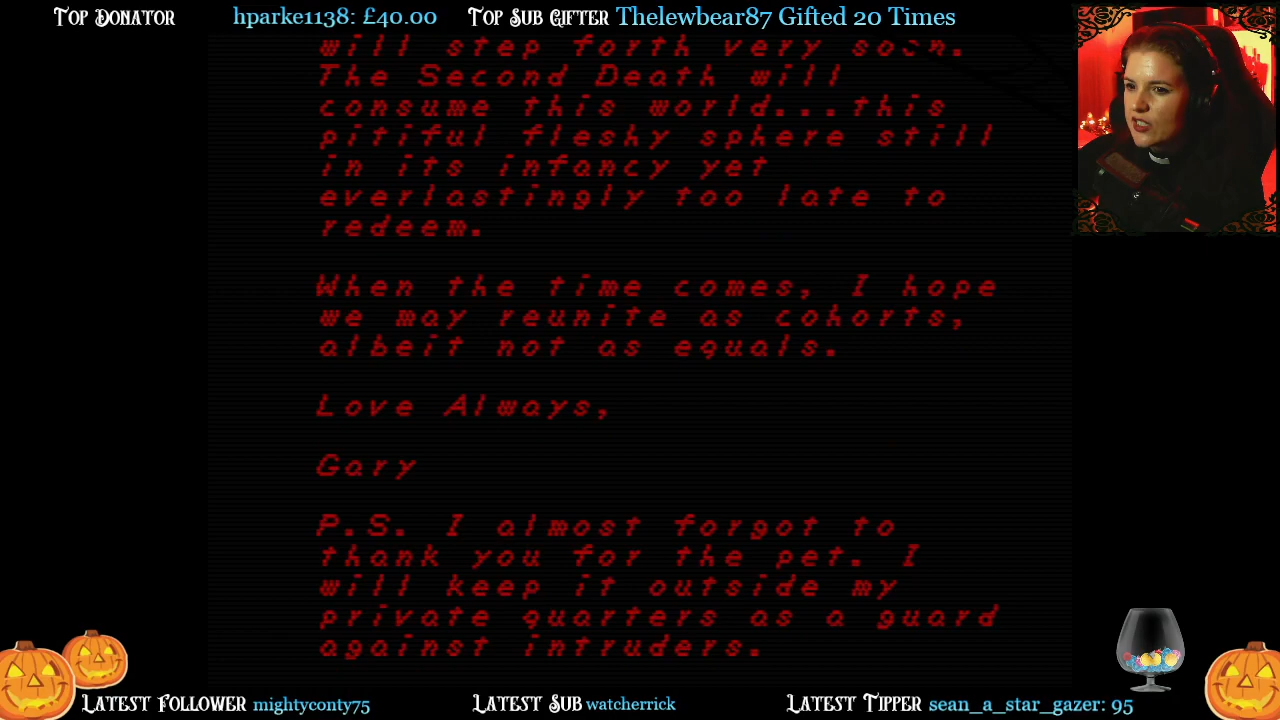 Top Donator hparke1138: £40.00 Top Sub Gifter Thelewbear87 Gifted 20 Times
will step forth very soon.
The Second Death will
consume this world...this
pitiful fleshy sphere still
in its infancy yet
everlastingly too late to
redeem.
When the time comes, I hope
we may reunite as cohorts,
albeit not as equals.
Love Always,
Gary
P.S. I almost forgot to
thank you for the pet. I
will keep it outside my
private quarters as a guard
against intruders.
Latest Follower mightyconty75 Latest Sub watcherrick Latest Tipper sean_a_star_gazer: 95